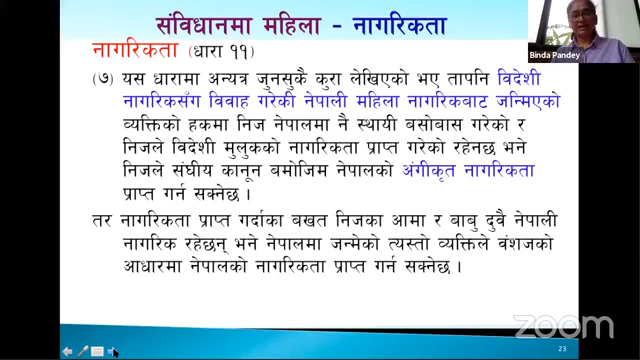 संविधानमा महिला - नागरिकता
नागरिकता (धारा ११)
Binda Pandey
(७) यस धारामा अन्यत्र जुनसुकै कुरा लेखिएको भए तापनि विदेशी
नागरिकसँग विवाह गरेकी नेपाली महिला नागरिकबाट जन्मिएको
व्यक्तिको हकमा निज नेपालमा नै स्थायी बसोबास गरेको र
निजले विदेशी मुलुकको नागरिकता प्राप्त गरेको रहेनछ भने
निजले संघीय कानून बमोजिम नेपालको अंगीकृत नागरिकता
प्राप्त गर्न सक्नेछ ।
तर नागरिकता प्राप्त गर्दाका बखत निजका आमा र बाबु दुवै नेपाली
नागरिक रहेछन् भने नेपालमा जन्मेको त्यस्तो व्यक्तिले वंशजको
आधारमा नेपालको नागरिकता प्राप्त गर्न सक्नेछ ।
zoom
23